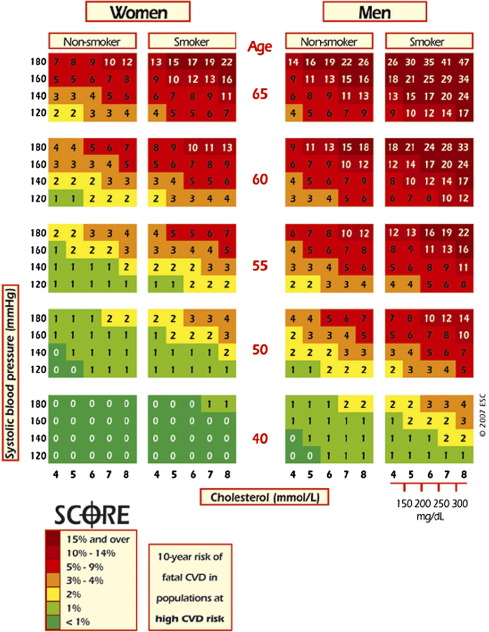 Women Men
Non-smoker Smoker Age Non-smoker Smoker
180 7 8 9 10 12 13 15 17 19 22 14 16 19 22 26 26 30 35 41 47
160 5 5 6 7 8 9 10 12 13 16 9 11 13 15 16 18 21 25 29 34
140 3 3 4 5 6 6 7 8 9 11 65 6 8 9 11 13 13 15 17 20 24
120 2 2 3 3 4 4 5 5 6 7 4 5 6 7 9 9 10 12 14 17
180 4 4 5 6 7 8 9 10 11 13 9 11 13 15 18 18 21 24 28 33
160 3 3 3 4 5 5 6 7 8 9 6 7 9 10 12 12 14 17 20 24
140 2 2 2 3 3 3 4 5 5 6 60 4 5 6 7 9 8 10 12 14 17
120 1 1 2 2 2 2 3 3 4 4 3 3 4 5 6 6 7 8 10 12
180 2 2 3 3 4 4 5 5 6 7 6 7 8 10 12 12 13 16 19 22
160 1 2 2 2 3 3 3 4 4 5 4 5 6 7 8 8 9 11 13 16
140 1 1 1 1 2 2 2 2 3 3 55 3 3 4 5 6 5 6 8 9 11
120 1 1 1 1 1 1 1 2 2 2 2 2 3 3 4 4 4 5 6 8
180 1 1 1 2 2 2 2 3 3 4 4 4 5 6 7 7 8 10 12 14
160 1 1 1 1 1 1 2 2 2 3 2 3 3 4 5 5 6 7 8 10
140 0 1 1 1 1 1 1 1 1 2 50 2 2 2 3 3 3 4 5 6 7
120 0 0 1 1 1 1 1 1 1 1 1 1 2 2 2 2 3 3 4 5
180 0 0 0 0 0 0 0 0 1 1 1 1 1 2 2 2 2 3 3 4
160 0 0 0 0 0 0 0 0 0 0 1 1 1 1 1 1 2 2 2 3
140 0 0 0 0 0 0 0 0 0 0 40 0 1 1 1 1 1 1 1 2 2
120 0 0 0 0 0 0 0 0 0 0 0 0 1 1 1 1 1 1 1 1
4 5 6 7 8 4 5 6 7 8 4 5 6 7 8 4 5 6 7 8
Systolic blood pressure (mmHg)
Cholesterol (mmol/L)
150 200 250 300
mg/dL
© 2007 ESC
SCORE
15% and over
10% - 14%
5% - 9%
3% - 4%
2%
1%
< 1%
10-year risk of
fatal CVD in
populations at
high CVD risk